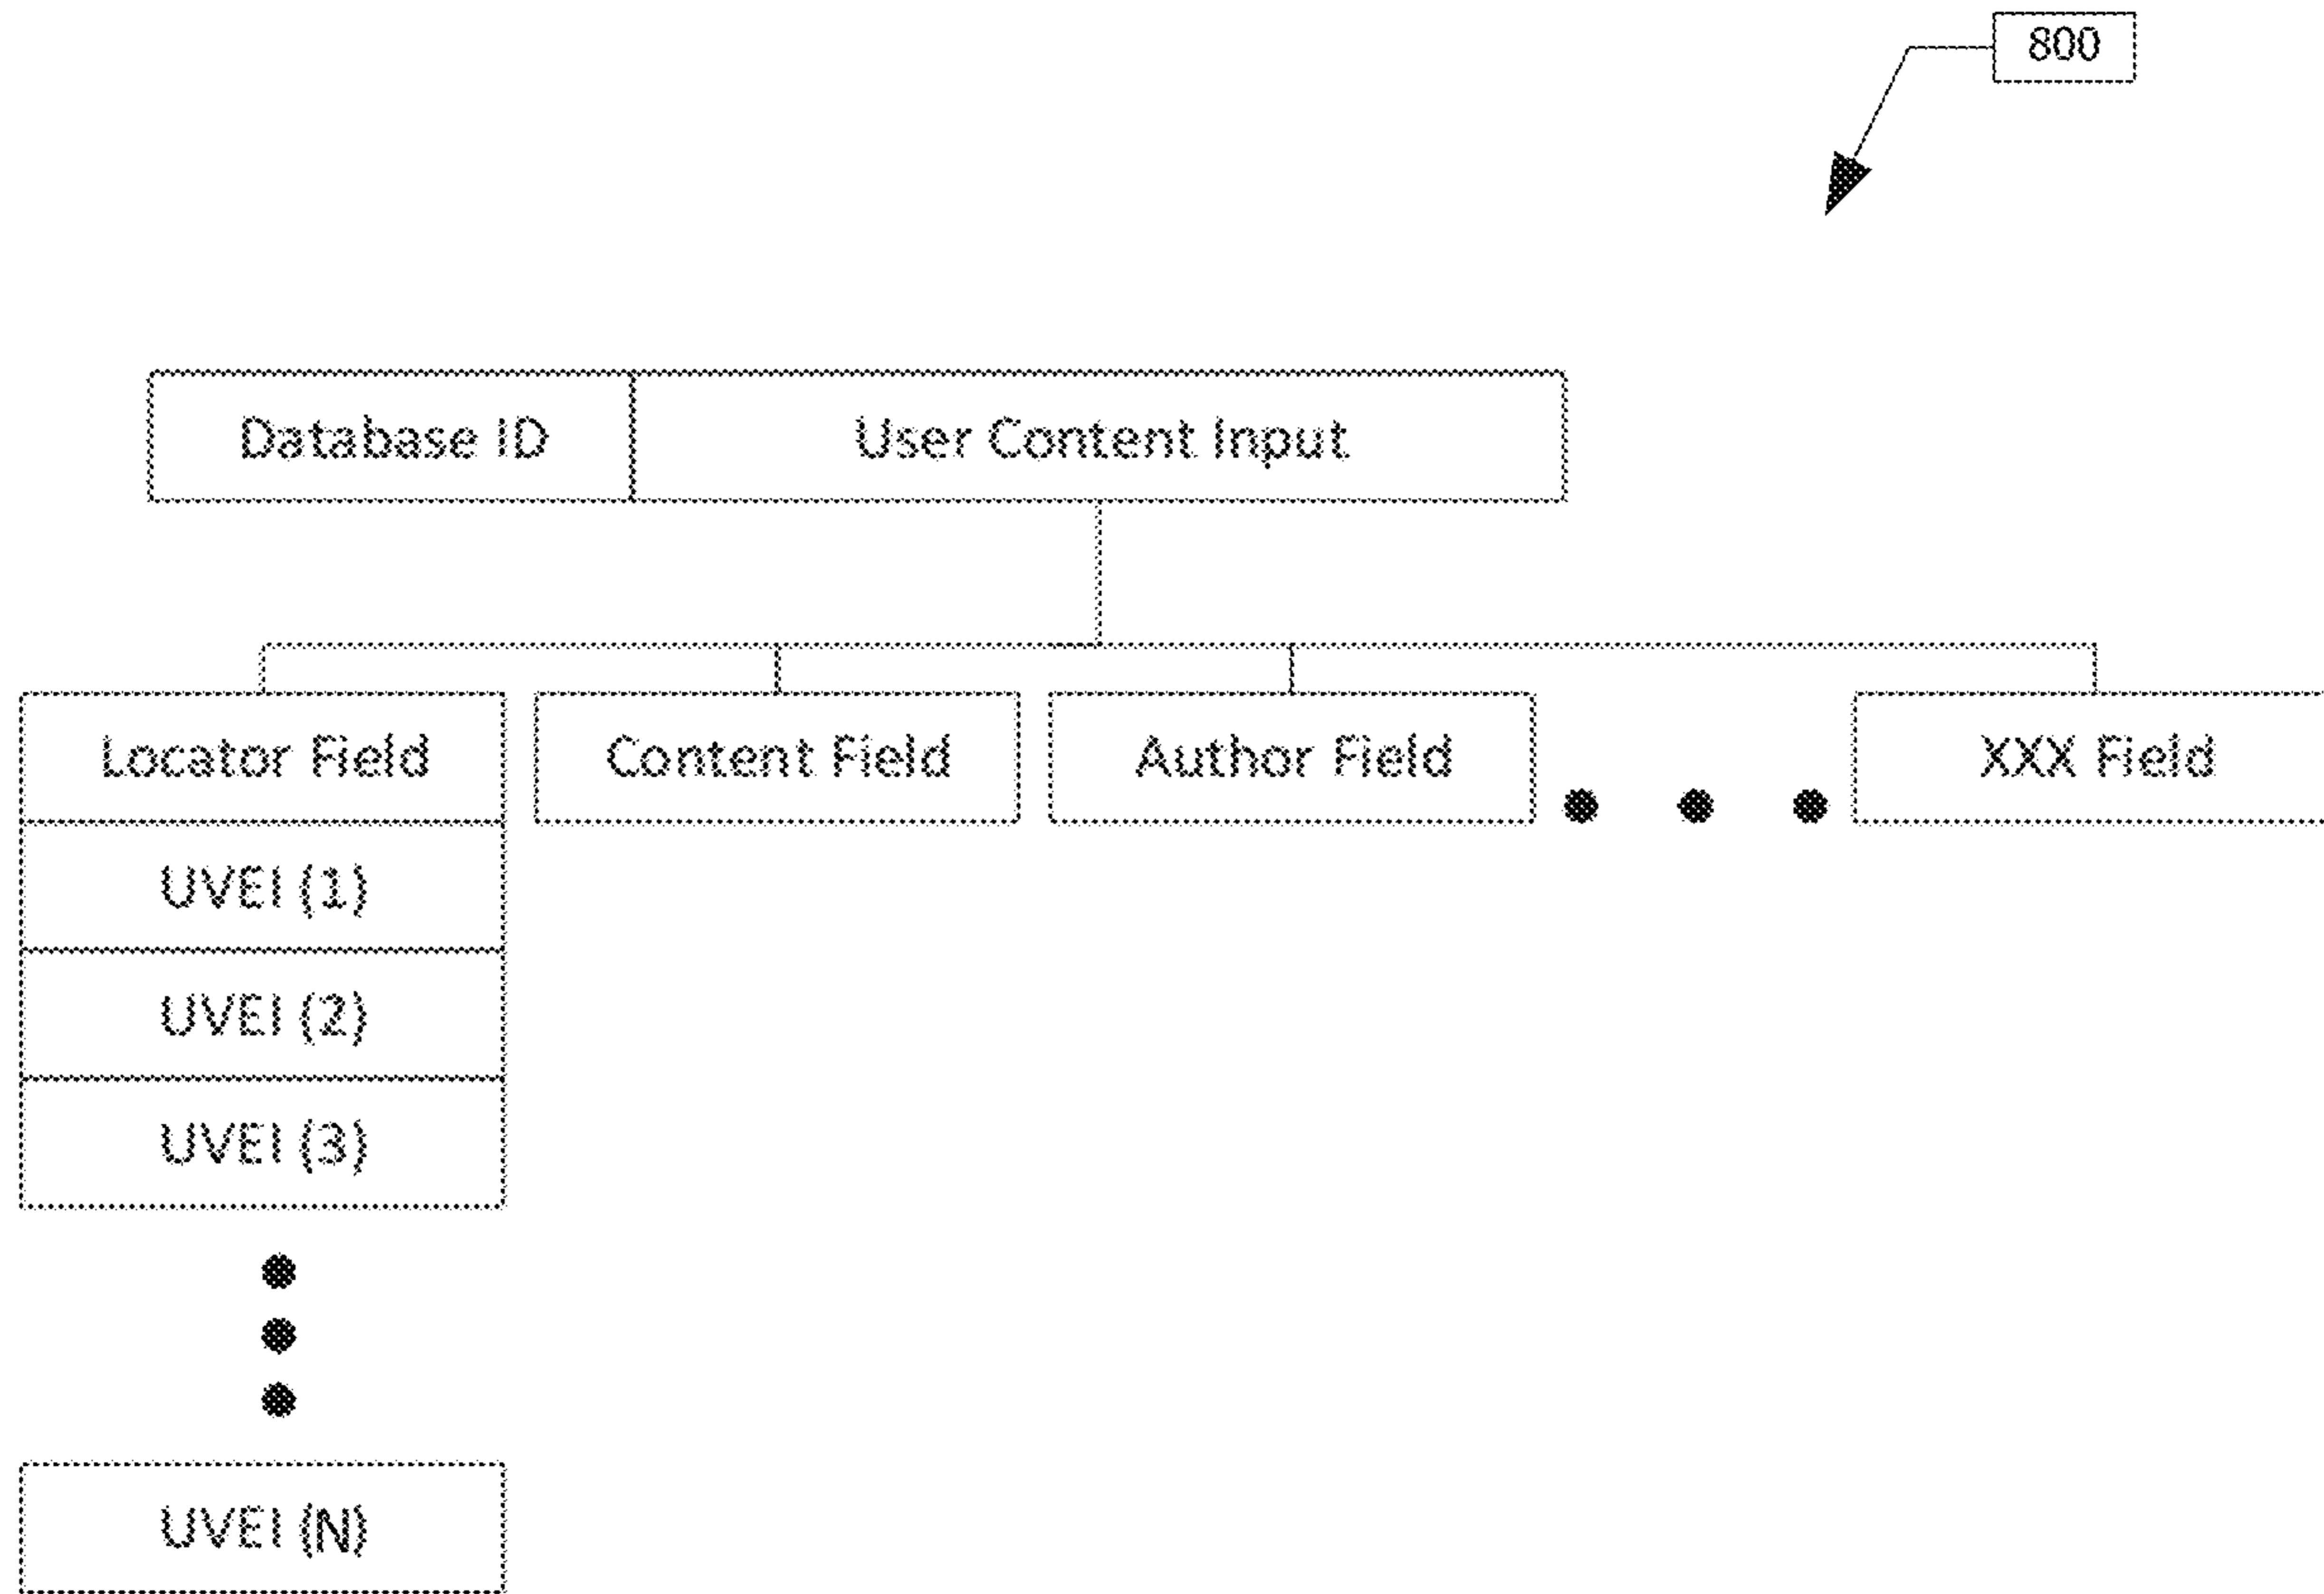 800
Database ID
User Content Input
Locator Field
Content Field
Author Field
XXX Field
UVEI (1)
UVEI (2)
UVEI (3)
UVEI (N)